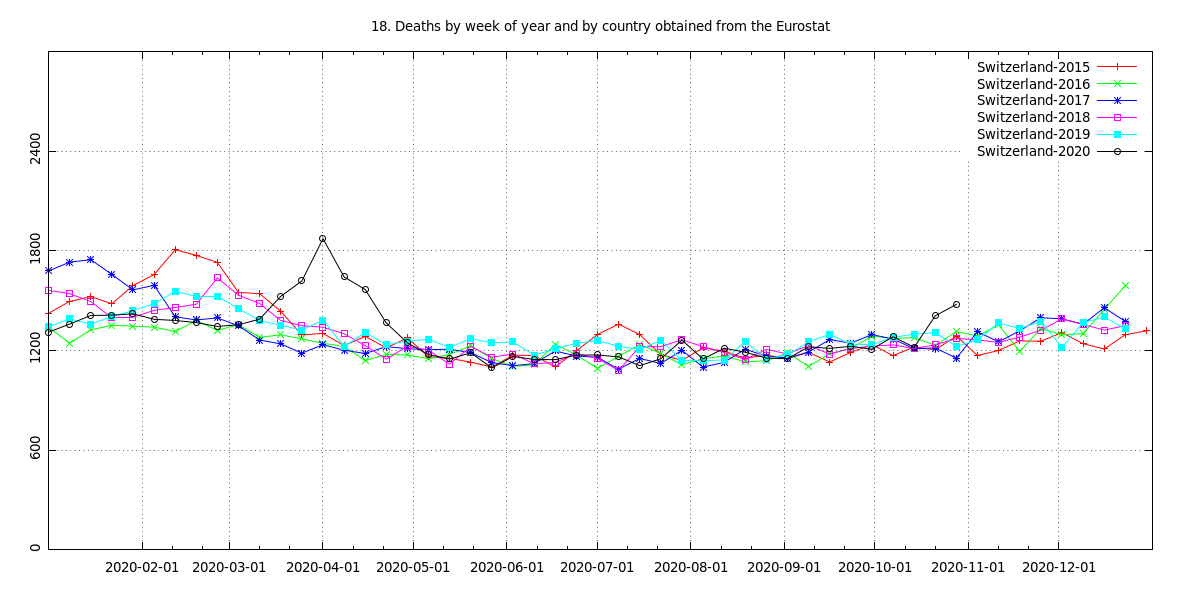 18. Deaths by week of year and by country obtained from the Eurostat
Switzerland-2015
Switzerland-2016
Switzerland-2017
Switzerland-2018
Switzerland-2019
Switzerland-2020
2400
1800
1200
600
0
2020-02-01 2020-03-01 2020-04-01 2020-05-01 2020-06-01 2020-07-01 2020-08-01 2020-09-01 2020-10-01 2020-11-01 2020-12-01